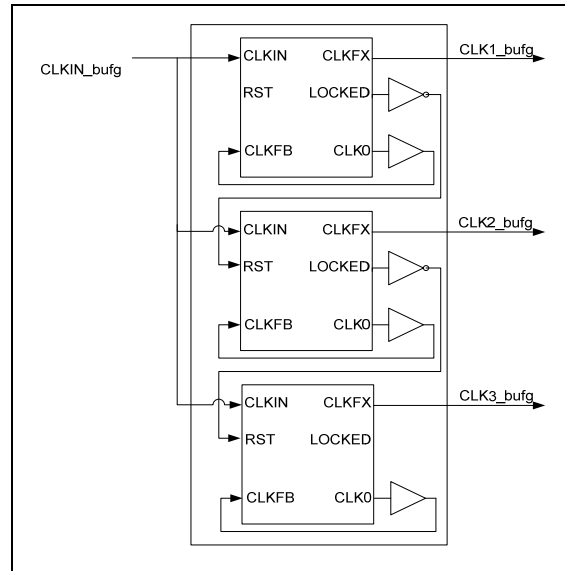 CLKIN_bufg
CLKIN CLKFX CLK1_bufg
RST LOCKED
CLKFB CLK0
CLKIN CLKFX CLK2_bufg
RST LOCKED
CLKFB CLK0
CLKIN CLKFX CLK3_bufg
RST LOCKED
CLKFB CLK0